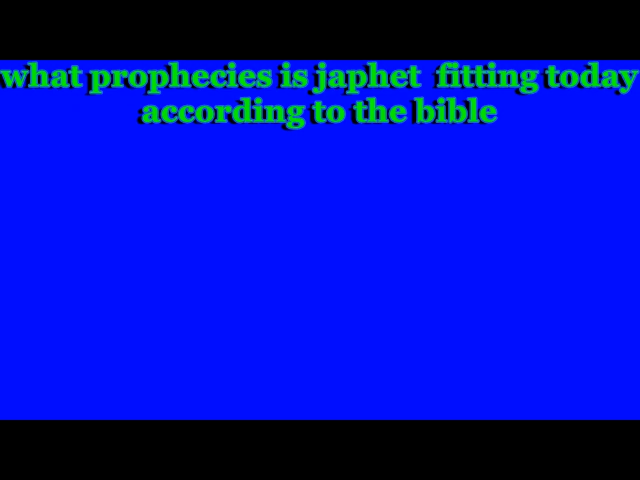 what prophecies is japhet  fitting today
according to the bible